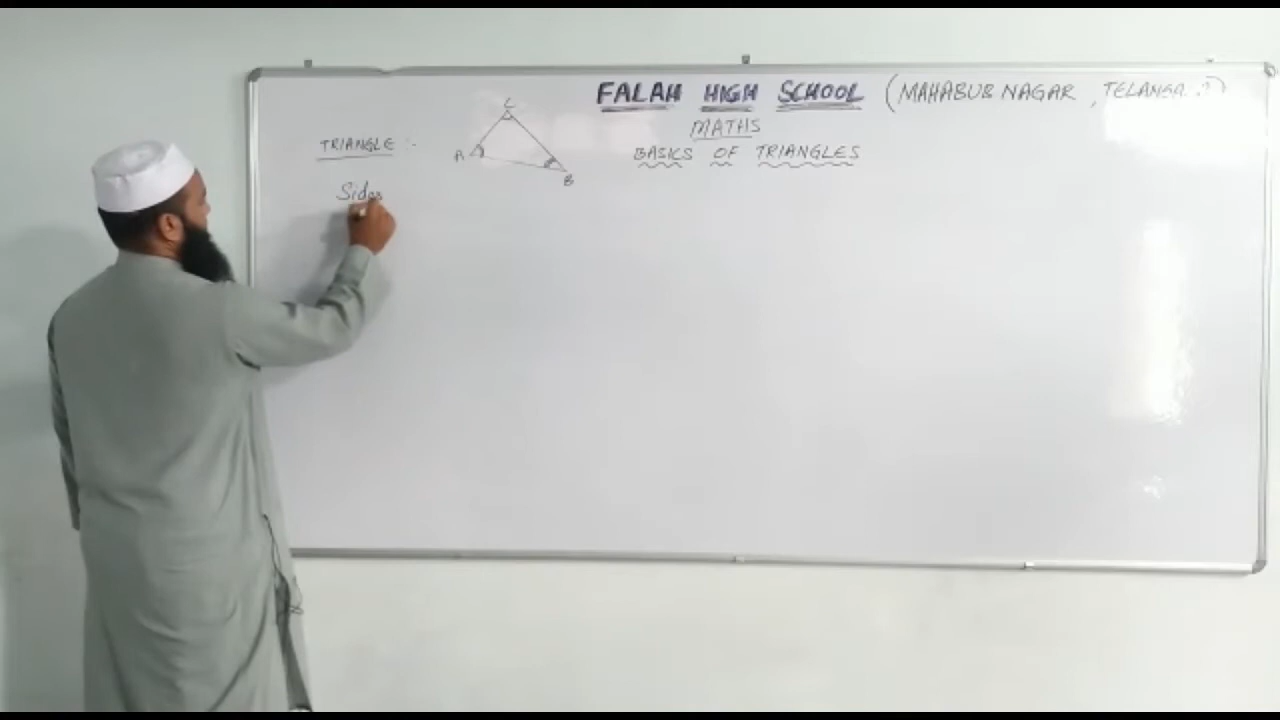 FALAH HIGH SCHOOL (MAHABUB NAGAR,
MATHS
BASICS OF TRIANGLES
TRIANGLE :-
C
A
B
Sides